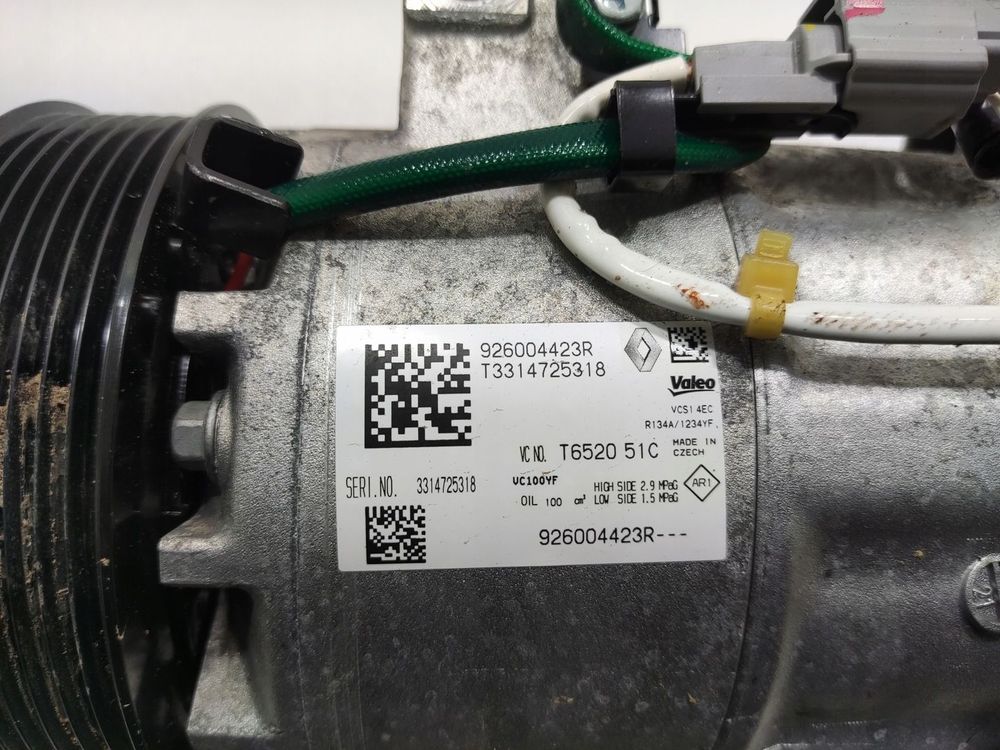 926004423R
T3314725318
Valeo
VCS14EC
R134A/1234YF
VC NO. T6520 51C
MADE IN
CZECH
SERI.NO. 3314725318
VC100YF
HIGH SIDE 2.9 MPaG
OIL 100 cm³ LOW SIDE 1.5 MPaG
AR1
926004423R---
21